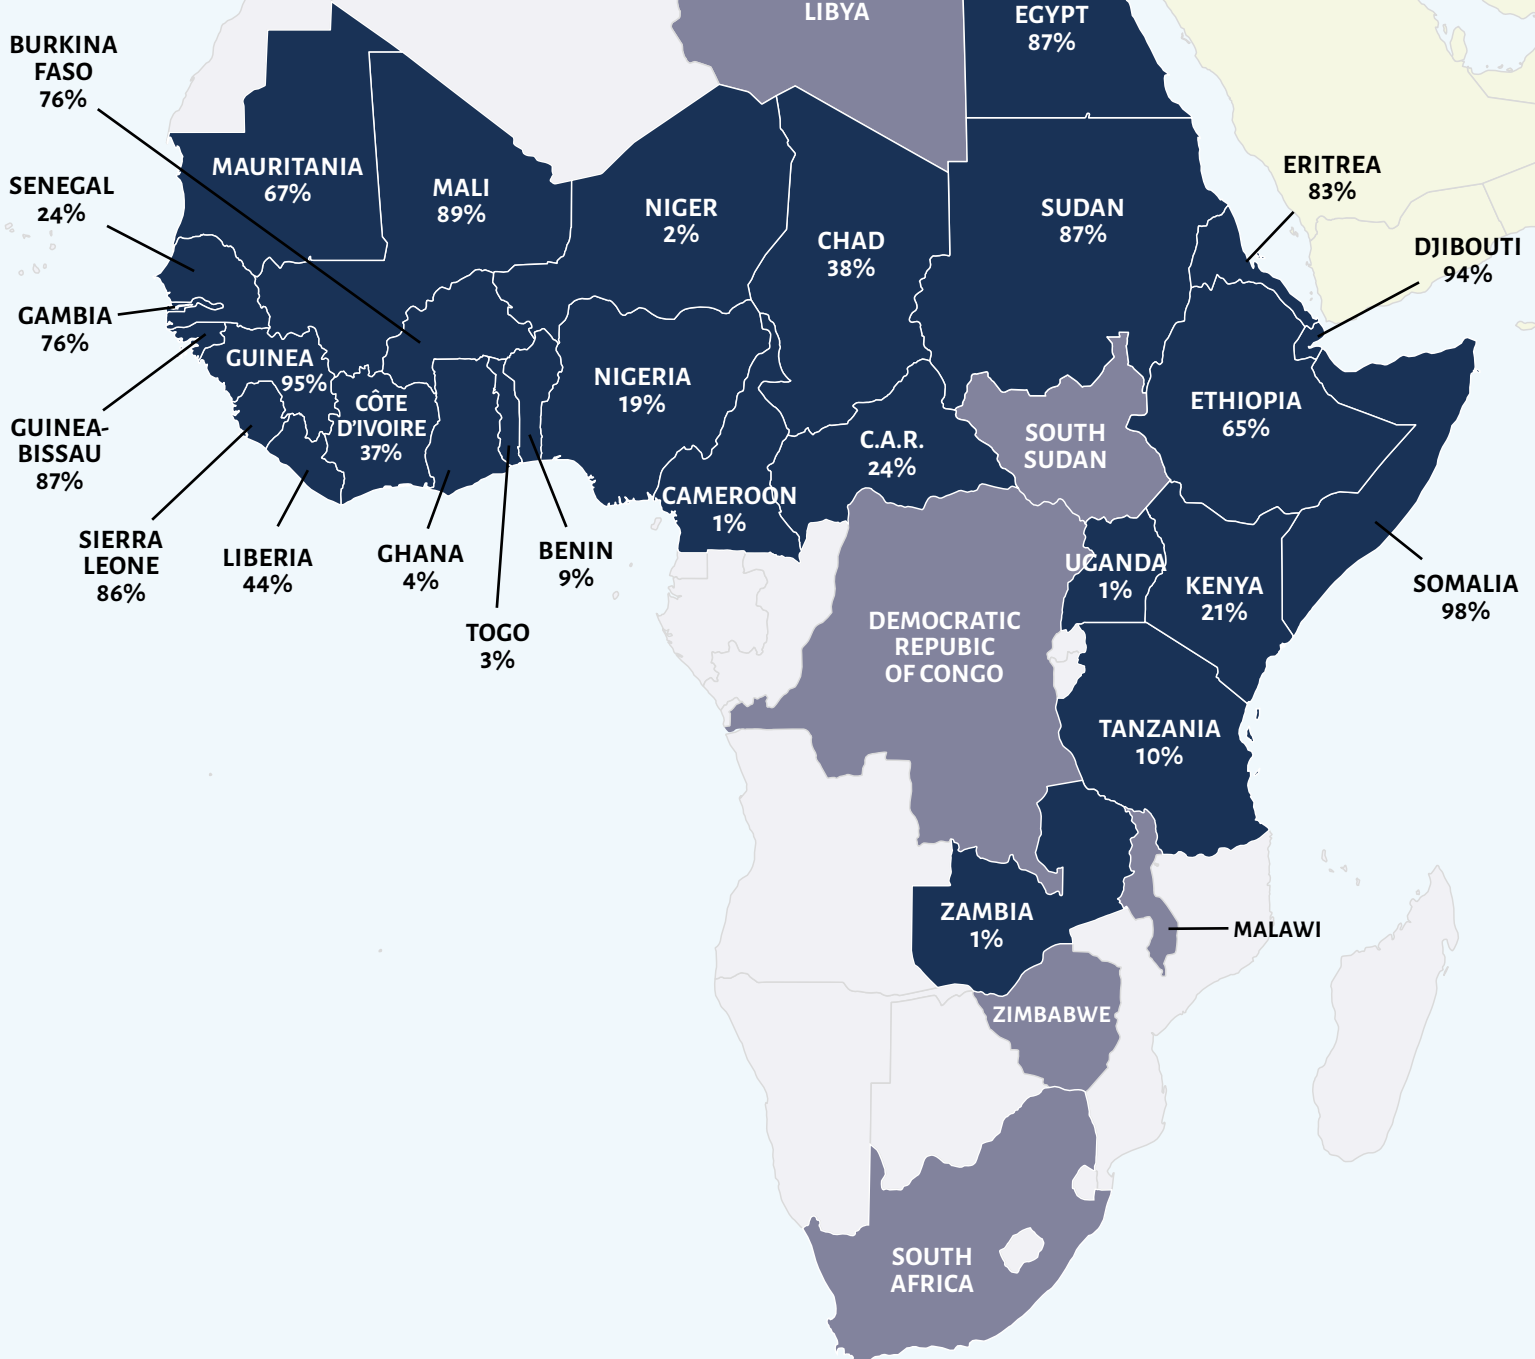 LIBYA
EGYPT
87%
BURKINA
FASO
76%
MAURITANIA
67%
MALI
89%
SENEGAL
24%
NIGER
2%
CHAD
38%
SUDAN
87%
ERITREA
83%
DJIBOUTI
94%
GAMBIA
76%
GUINEA
95%
CÔTE
D'IVOIRE
37%
NIGERIA
19%
ETHIOPIA
65%
GUINEA-
BISSAU
87%
C.A.R.
24%
SOUTH
SUDAN
CAMEROON
1%
SIERRA
LEONE
86%
LIBERIA
44%
GHANA
4%
BENIN
9%
TOGO
3%
UGANDA
1%
KENYA
21%
SOMALIA
98%
DEMOCRATIC
REPUBIC
OF CONGO
TANZANIA
10%
ZAMBIA
1%
MALAWI
ZIMBABWE
SOUTH
AFRICA